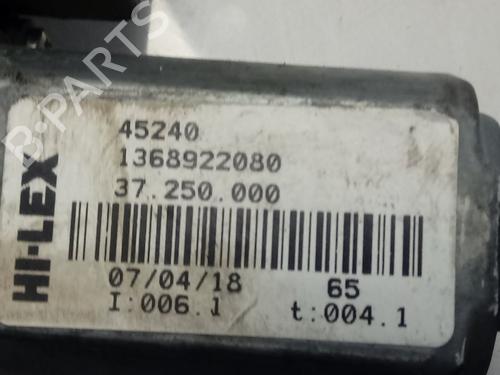 B-PARTS
HI-LEX
45240
1368922080
37.250.000
07/04/18 65
I:006.1 t:004.1